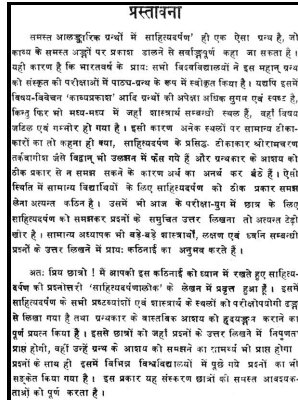 प्रस्तावना
समस्त आलङ्कारिक ग्रन्थों में साहित्यदर्पण' ही एक ऐसा ग्रन्थ है, जो
काव्य के समस्त अङ्गों पर प्रकाश डालने से सर्वाङ्गपूर्ण कहा जा सकता है।
यही कारण है कि भारतवर्ष के प्रायः सभी विश्वविद्यालयों ने इस महान् ग्रन्थ
को संस्कृत की परीक्षाओं में पाठ्य-ग्रन्थ के रूप में स्वीकृत किया है। यद्यपि इसमें
विषय-विवेचन 'काव्यप्रकाश' आदि ग्रन्थों की अपेक्षा अधिक सुगम एवं स्पष्ट है,
किन्तु फिर भी मध्य-मध्य में जहाँ शास्त्रार्थ सम्बन्धी स्थल हैं, वहाँ विषय
जटिल एवं गम्भीर हो गया है। इसी कारण अनेक स्थलों पर सामान्य टीका-
कारों का तो कहना ही क्या, साहित्यदर्पण के प्रसिद्ध टीकाकार श्रीरामचरण
तर्कवागीश जैसे विद्वान् भी उलझन में फँस गये हैं और ग्रन्थकार के आशय को
ठीक प्रकार से न समझ सकने के कारण अर्थ का अनर्थ कर बैठे हैं। ऐसी
स्थिति में सामान्य विद्यार्थियों के लिए साहित्यदर्पण को ठीक प्रकार समझ
लेना अत्यन्त कठिन है। उसमें भी आज के परीक्षा-युग में छात्र के लिए
साहित्यदर्पण को समझकर प्रश्नों के समुचित उत्तर लिखना तो अत्यन्त टेढ़ी
खीर है। सामान्य अध्यापक भी बड़े-बड़े शास्त्रार्थों, लक्षण एवं ध्वनि सम्बन्धी
प्रश्नों के उत्तर लिखने में प्रायः कठिनाई का अनुभव करते हैं।
अतः प्रिय छात्रो ! मैं आपकी इस कठिनाई को ध्यान में रखते हुए साहित्य-
दर्पण की प्रश्नोत्तरी 'साहित्यदर्पणालोक' के लेखन में प्रवृत्त हुआ हूँ। इसमें
साहित्यदर्पण के सभी प्रष्टव्यांशों एवं शास्त्रार्थ के स्थलों को परीक्षोपयोगी ढङ्ग
से लिखा गया है तथा ग्रन्थकार के वास्तविक आशय को हृदयङ्गम कराने का
पूर्ण प्रयत्न किया है। इससे छात्रों को जहाँ प्रश्नों के उत्तर लिखने में निपुणता
प्राप्त होगी, वहाँ उन्हें ग्रन्थ के आशय को समझने का सामर्थ्य भी प्राप्त होगा
प्रश्नों के साथ ही इसमें विभिन्न विश्वविद्यालयों में पूछे गये प्रश्नों का भी
सङ्केत किया गया है। इस प्रकार यह संस्करण छात्रों की समस्त आवश्यक-
ताओं को पूर्ण करता है।